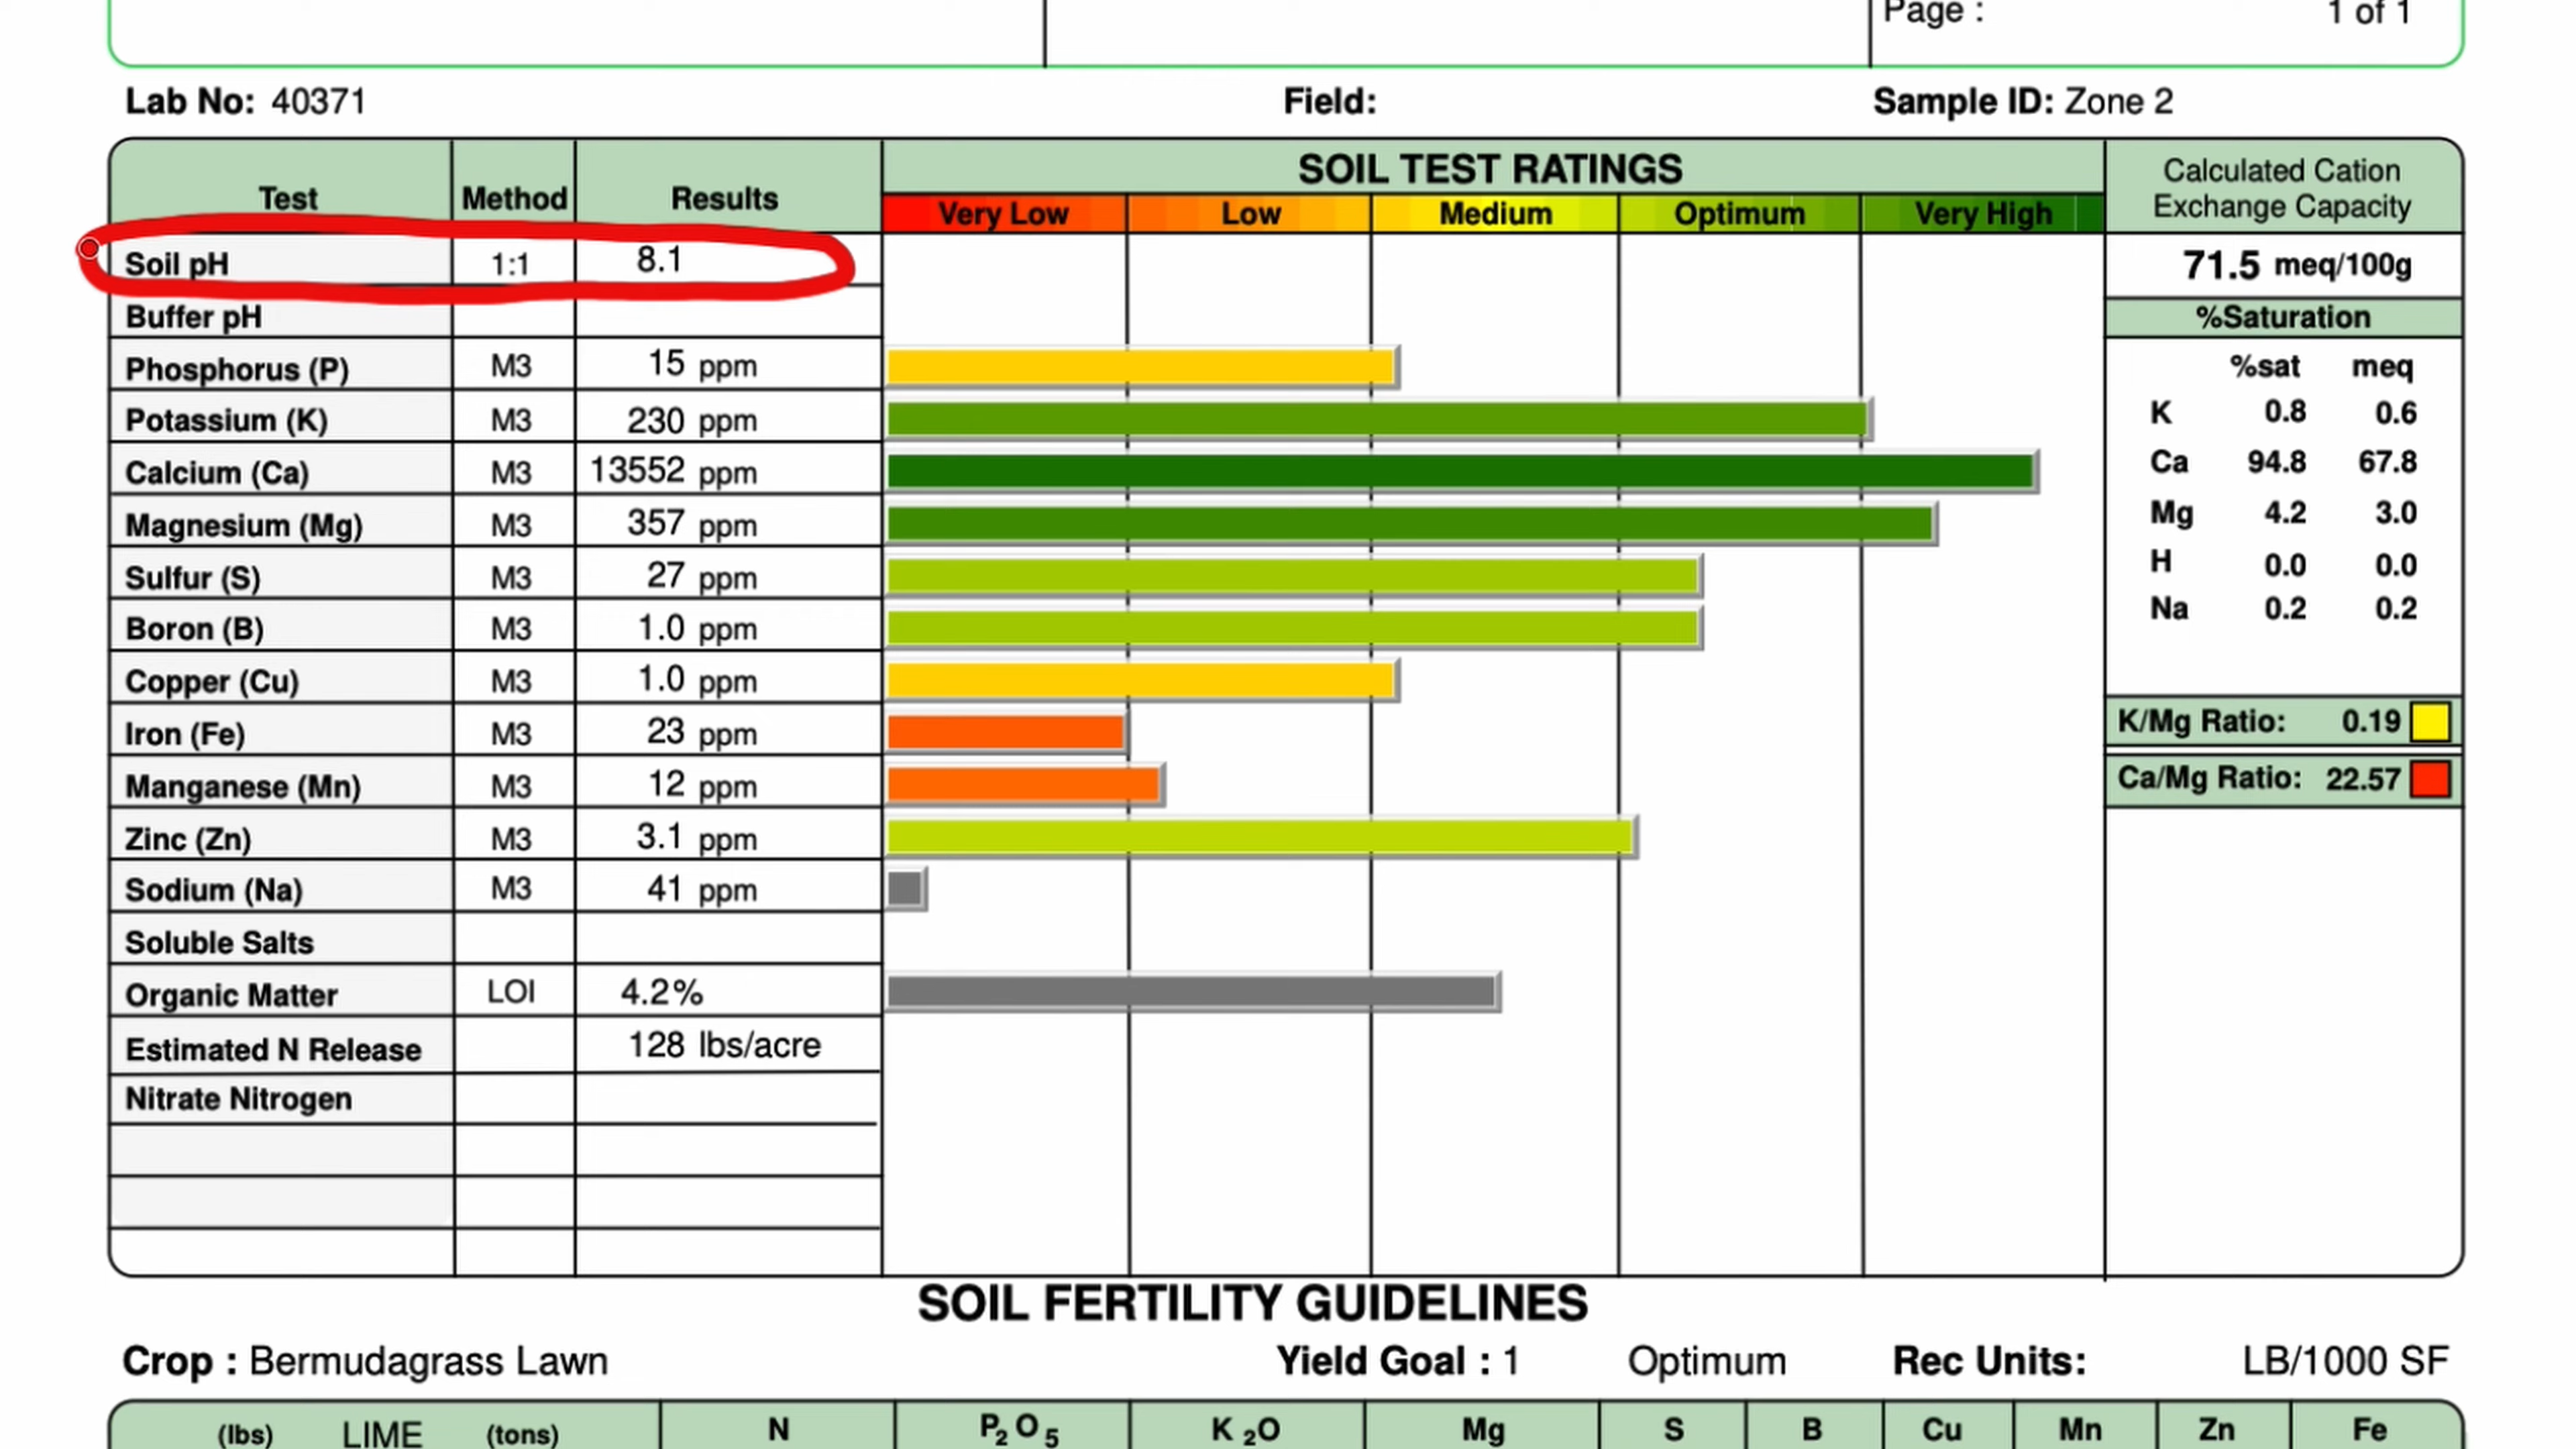 Page : 1 of 1
Lab No: 40371 Field: Sample ID: Zone 2
SOIL TEST RATINGS
Calculated Cation
Exchange Capacity
Test Method Results
Very Low Low Medium Optimum Very High
Soil pH 1:1 8.1
71.5 meq/100g
Buffer pH
%Saturation
Phosphorus (P) M3 15 ppm
%sat meq
Potassium (K) M3 230 ppm
K 0.8 0.6
Calcium (Ca) M3 13552 ppm
Ca 94.8 67.8
Magnesium (Mg) M3 357 ppm
Mg 4.2 3.0
Sulfur (S) M3 27 ppm
H 0.0 0.0
Boron (B) M3 1.0 ppm
Na 0.2 0.2
Copper (Cu) M3 1.0 ppm
Iron (Fe) M3 23 ppm
K/Mg Ratio: 0.19
Manganese (Mn) M3 12 ppm
Ca/Mg Ratio: 22.57
Zinc (Zn) M3 3.1 ppm
Sodium (Na) M3 41 ppm
Soluble Salts
Organic Matter LOI 4.2%
Estimated N Release 128 lbs/acre
Nitrate Nitrogen
SOIL FERTILITY GUIDELINES
Crop : Bermudagrass Lawn Yield Goal : 1 Optimum Rec Units: LB/1000 SF
(lbs) LIME (tons) N P2O5 K2O Mg S B Cu Mn Zn Fe